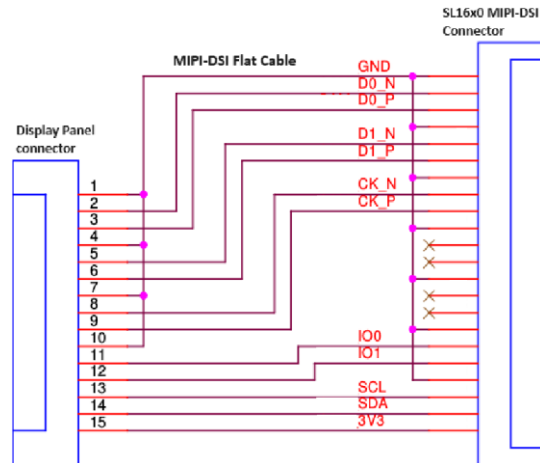 SL16x0 MIPI-DSI
Connector
MIPI-DSI Flat Cable
GND
D0_N
D0_P
D1_N
D1_P
CK_N
CK_P
Display Panel
connector
1
2
3
4
5
6
7
8
9
10
11
12
13
14
15
IO0
IO1
SCL
SDA
3V3